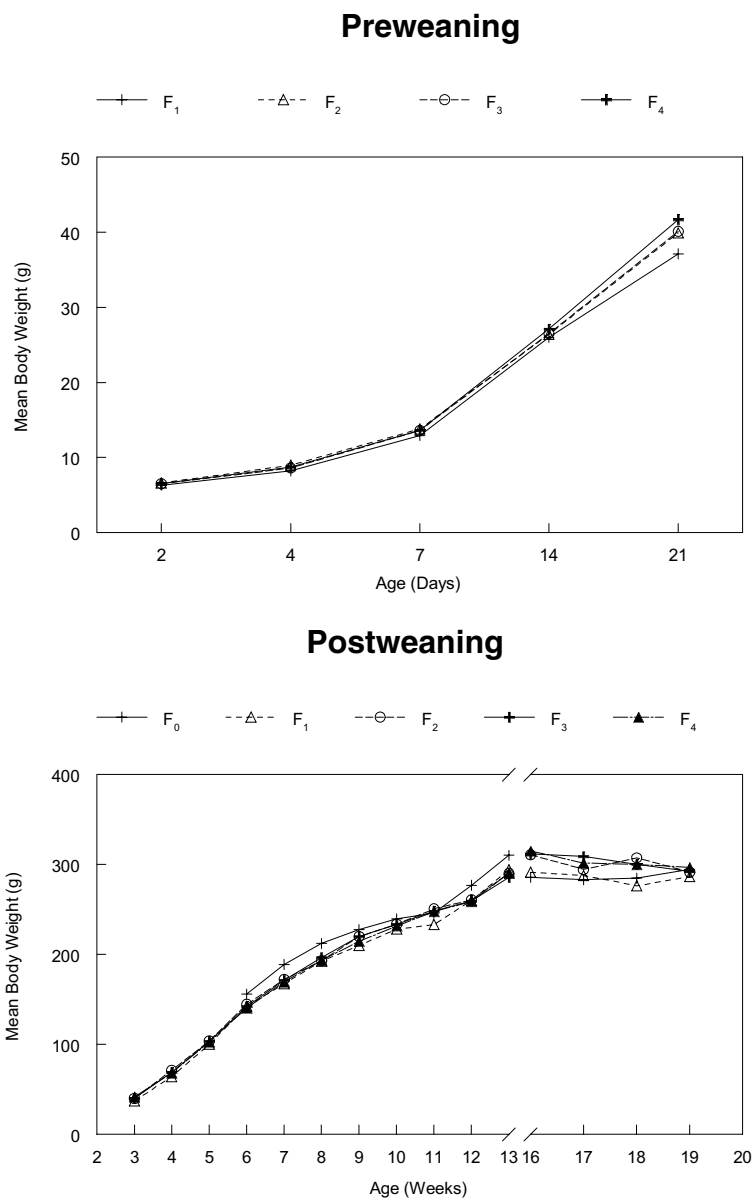 Preweaning
F1 F2 F3 F4
50
40
30
20
10
0
Mean Body Weight (g)
2 4 7 14 21
Age (Days)
Postweaning
F0 F1 F2 F3 F4
400
300
200
100
0
Mean Body Weight (g)
2 3 4 5 6 7 8 9 10 11 12 13 16 17 18 19 20
Age (Weeks)